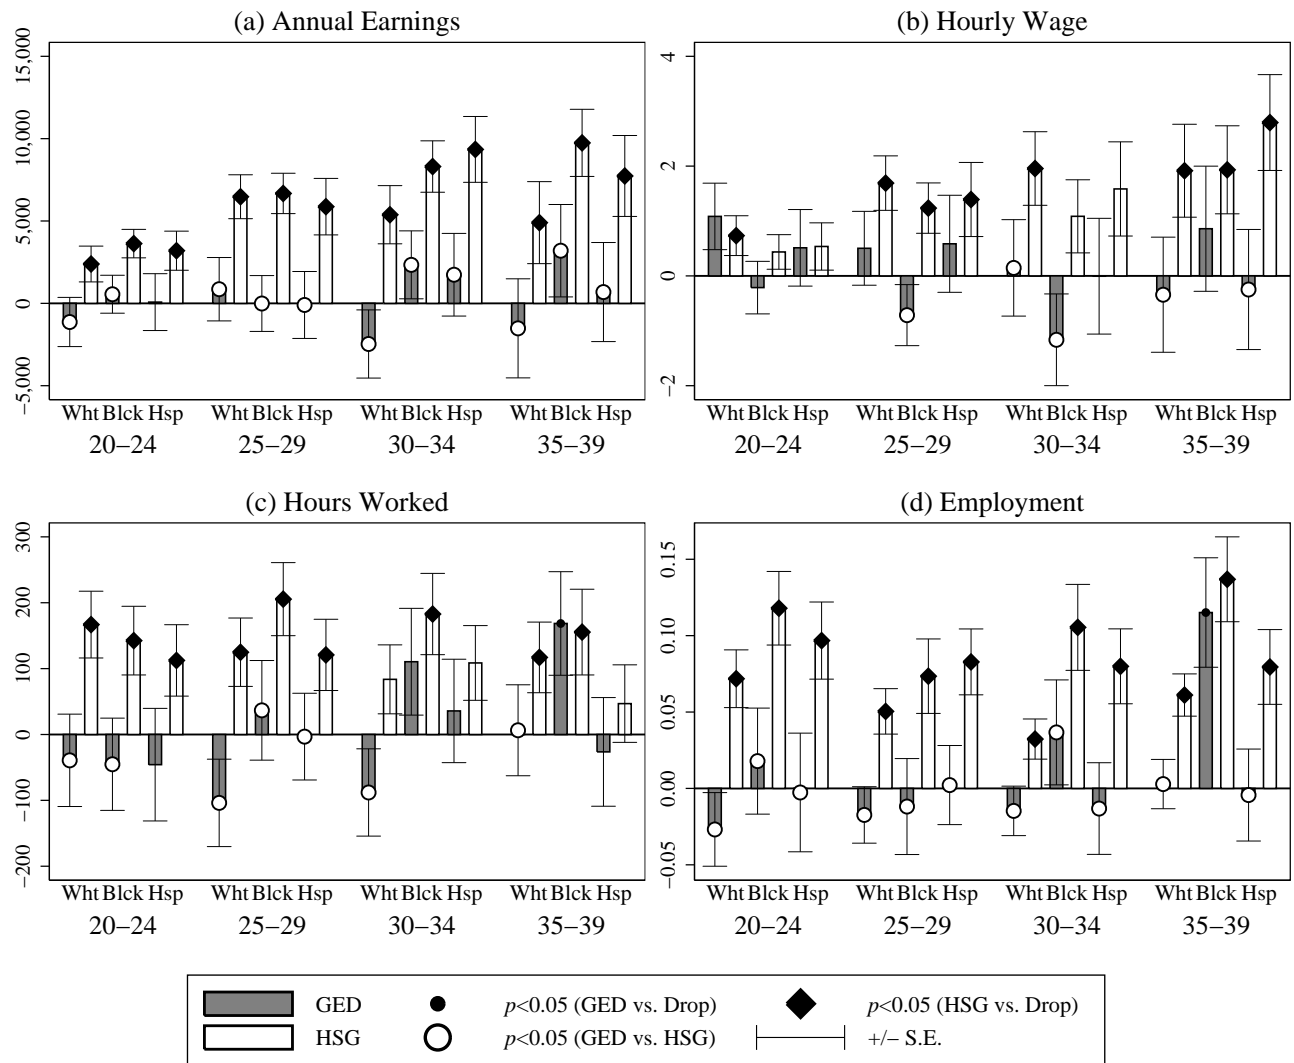 (a) Annual Earnings
15,000
10,000
5,000
0
−5,000
Wht Blck Hsp Wht Blck Hsp Wht Blck Hsp Wht Blck Hsp
20−24 25−29 30−34 35−39
(b) Hourly Wage
4
2
0
−2
Wht Blck Hsp Wht Blck Hsp Wht Blck Hsp Wht Blck Hsp
20−24 25−29 30−34 35−39
(c) Hours Worked
300
200
100
0
−100
−200
Wht Blck Hsp Wht Blck Hsp Wht Blck Hsp Wht Blck Hsp
20−24 25−29 30−34 35−39
(d) Employment
0.15
0.10
0.05
0.00
−0.05
Wht Blck Hsp Wht Blck Hsp Wht Blck Hsp Wht Blck Hsp
20−24 25−29 30−34 35−39
GED p<0.05 (GED vs. Drop) p<0.05 (HSG vs. Drop)
HSG p<0.05 (GED vs. HSG) +/− S.E.